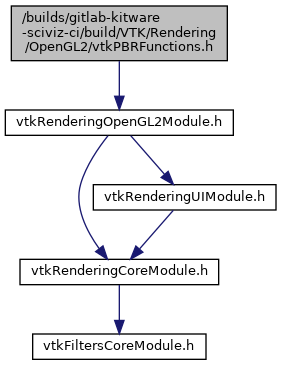 /builds/gitlab-kitware
-sciviz-ci/build/VTK/Rendering
/OpenGL2/vtkPBRFunctions.h
vtkRenderingOpenGL2Module.h
vtkRenderingUIModule.h
vtkRenderingCoreModule.h
vtkFiltersCoreModule.h